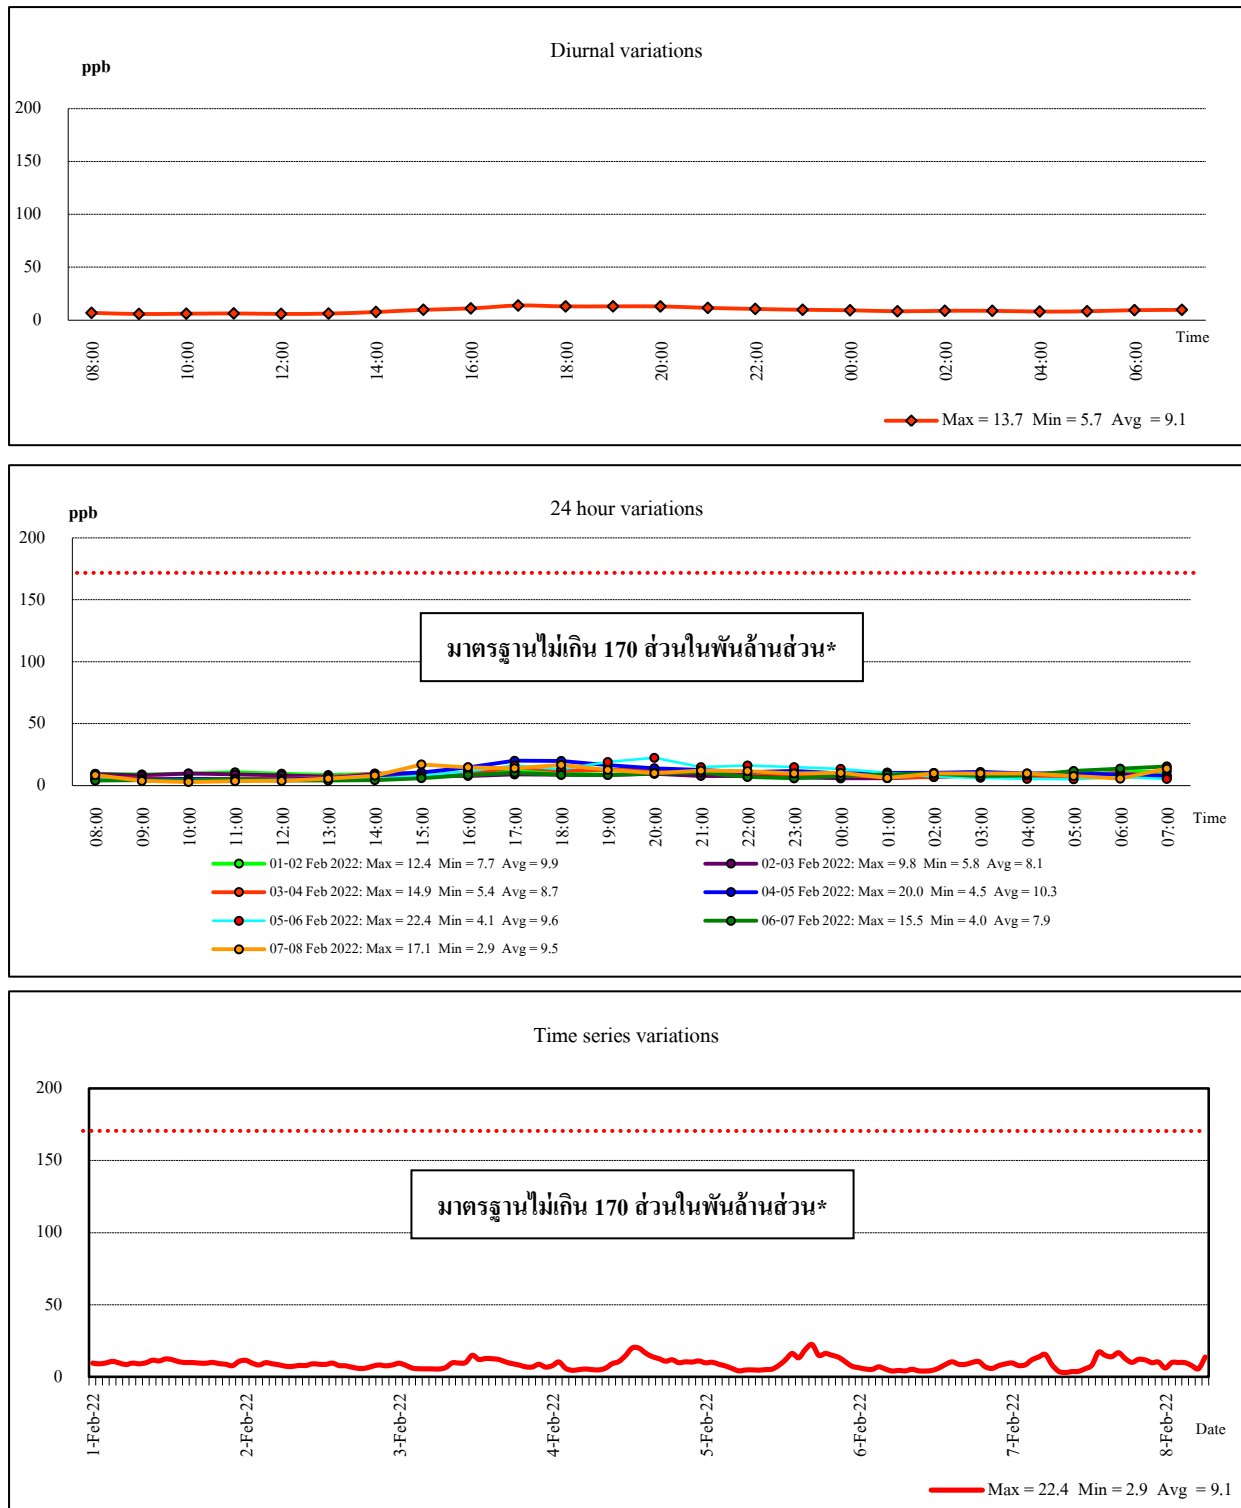 Diurnal variations
ppb
200
150
100
50
0
Time
08:00 10:00 12:00 14:00 16:00 18:00 20:00 22:00 00:00 02:00 04:00 06:00
Max = 13.7 Min = 5.7 Avg = 9.1
24 hour variations
ppb
200
150
มาตรฐานไม่เกิน 170 ส่วนในพันล้านส่วน*
100
50
0
Time
08:00 09:00 10:00 11:00 12:00 13:00 14:00 15:00 16:00 17:00 18:00 19:00 20:00 21:00 22:00 23:00 00:00 01:00 02:00 03:00 04:00 05:00 06:00 07:00
01-02 Feb 2022: Max = 12.4 Min = 7.7 Avg = 9.9
02-03 Feb 2022: Max = 9.8 Min = 5.8 Avg = 8.1
03-04 Feb 2022: Max = 14.9 Min = 5.4 Avg = 8.7
04-05 Feb 2022: Max = 20.0 Min = 4.5 Avg = 10.3
05-06 Feb 2022: Max = 22.4 Min = 4.1 Avg = 9.6
06-07 Feb 2022: Max = 15.5 Min = 4.0 Avg = 7.9
07-08 Feb 2022: Max = 17.1 Min = 2.9 Avg = 9.5
Time series variations
200
150
มาตรฐานไม่เกิน 170 ส่วนในพันล้านส่วน*
100
50
0
1-Feb-22 2-Feb-22 3-Feb-22 4-Feb-22 5-Feb-22 6-Feb-22 7-Feb-22 8-Feb-22
Date
Max = 22.4 Min = 2.9 Avg = 9.1